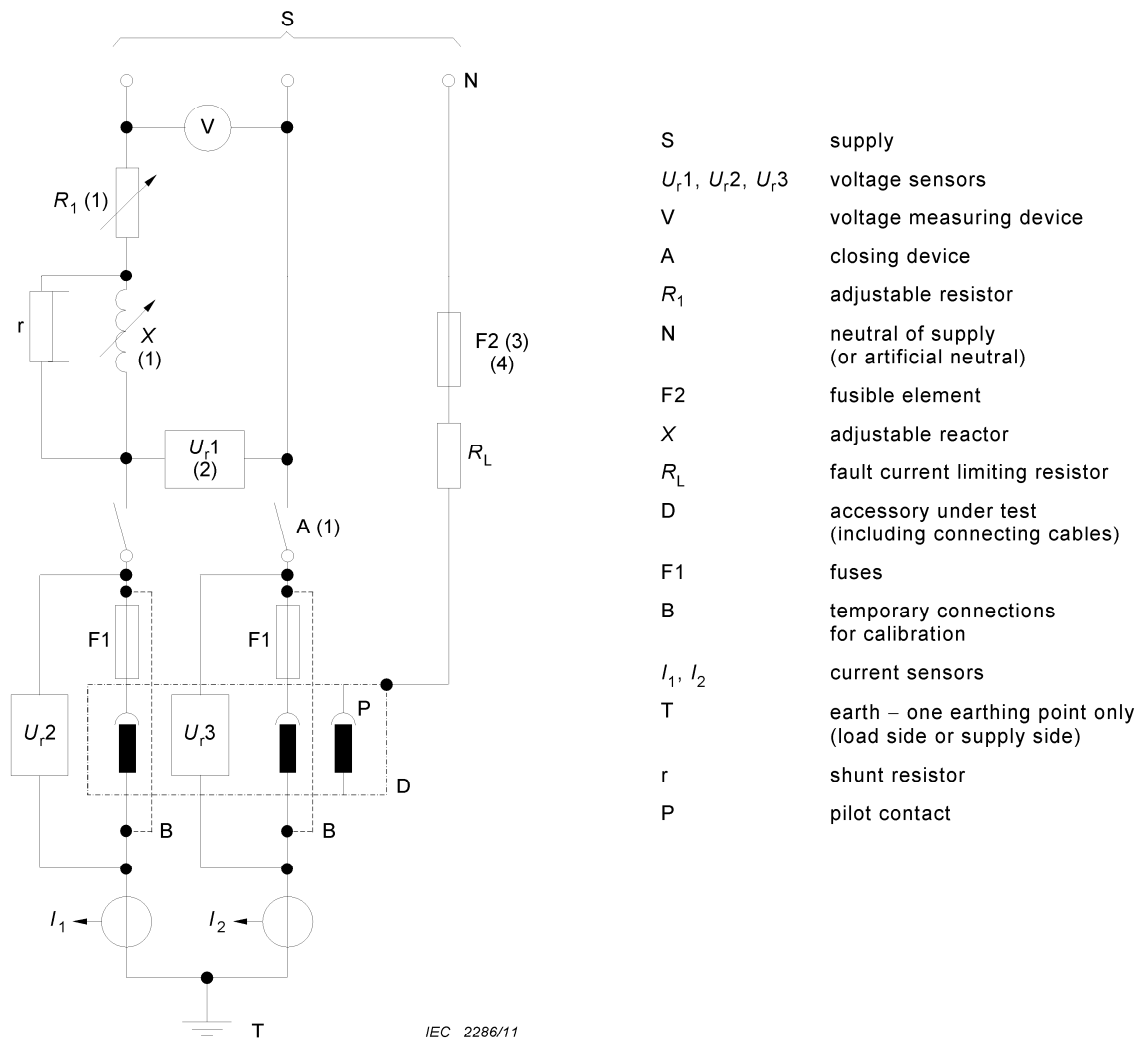 S
N
V
R1 (1)
r
X
(1)
F2 (3)
(4)
Ur1
(2)
RL
A (1)
F1
F1
P
Ur2
Ur3
D
B
B
I1
I2
T
IEC 2286/11
S supply
Ur1, Ur2, Ur3 voltage sensors
V voltage measuring device
A closing device
R1 adjustable resistor
N neutral of supply
(or artificial neutral)
F2 fusible element
X adjustable reactor
RL fault current limiting resistor
D accessory under test
(including connecting cables)
F1 fuses
B temporary connections
for calibration
I1, I2 current sensors
T earth – one earthing point only
(load side or supply side)
r shunt resistor
P pilot contact